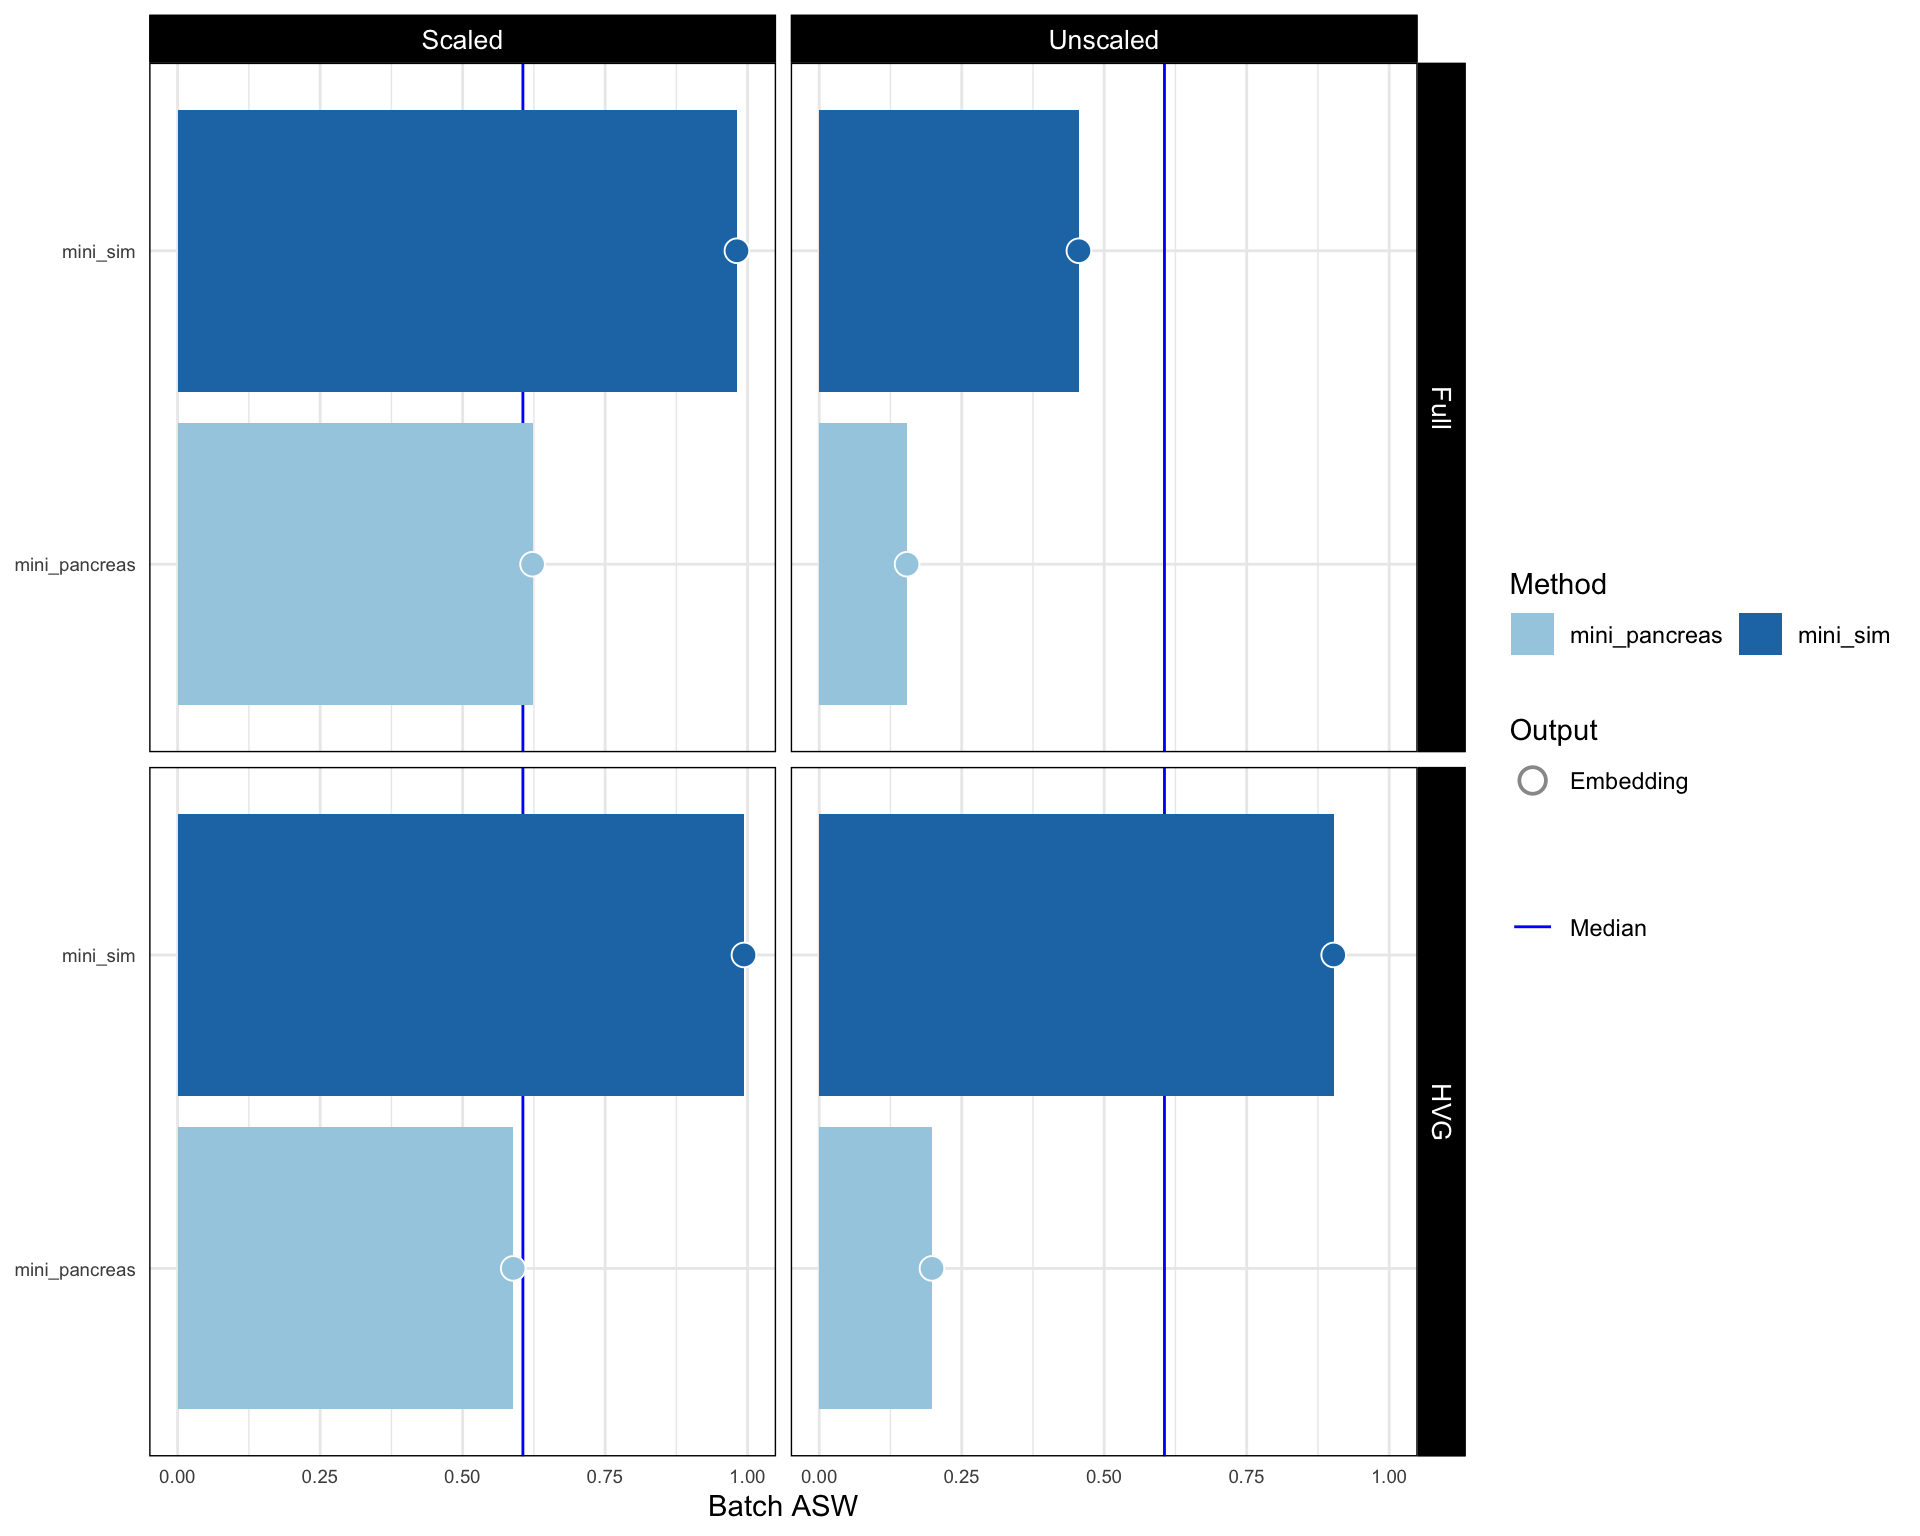 Scaled
Unscaled
mini_sim
mini_pancreas
Full
mini_sim
mini_pancreas
HVG
0.00 0.25 0.50 0.75 1.00
0.00 0.25 0.50 0.75 1.00
Batch ASW
Method
mini_pancreas
mini_sim
Output
Embedding
Median